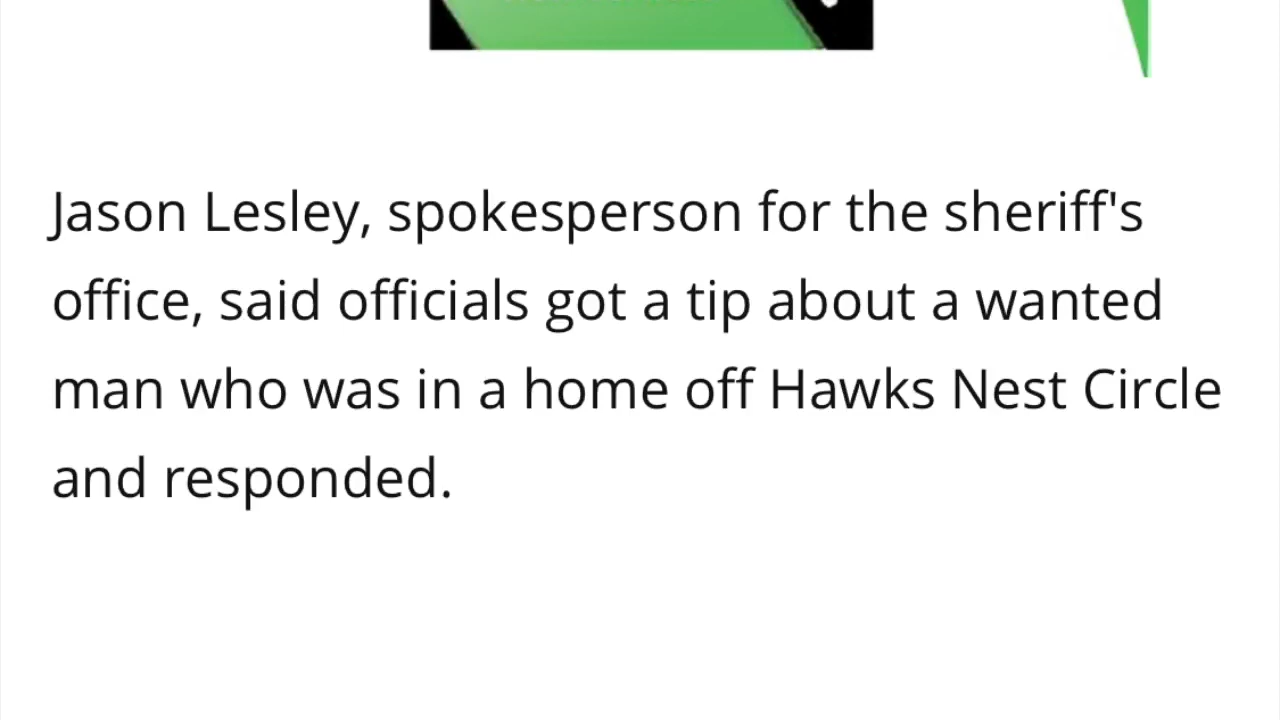 Jason Lesley, spokesperson for the sheriff's
office, said officials got a tip about a wanted
man who was in a home off Hawks Nest Circle
and responded.